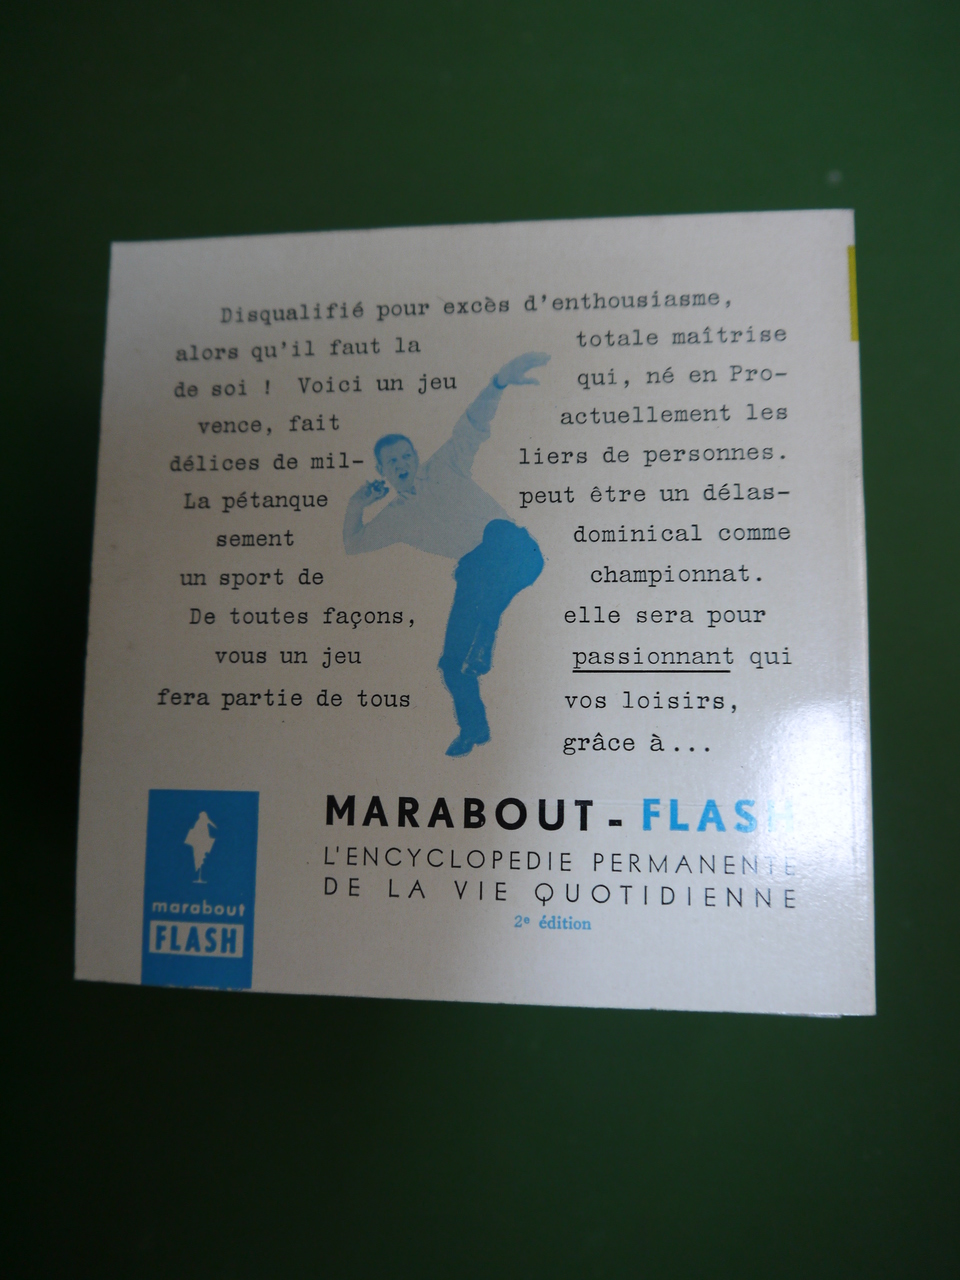 Disqualifié pour excès d'enthousiasme,
alors qu'il faut la totale maîtrise
de soi ! Voici un jeu qui, né en Pro-
vence, fait actuellement les
délices de mil- liers de personnes.
La pétanque peut être un délas-
sement dominical comme
un sport de championnat.
De toutes façons, elle sera pour
vous un jeu passionnant qui
fera partie de tous vos loisirs,
grâce à...
MARABOUT - FLASH
L'ENCYCLOPEDIE PERMANENTE
DE LA VIE QUOTIDIENNE
2e édition
marabout
FLASH